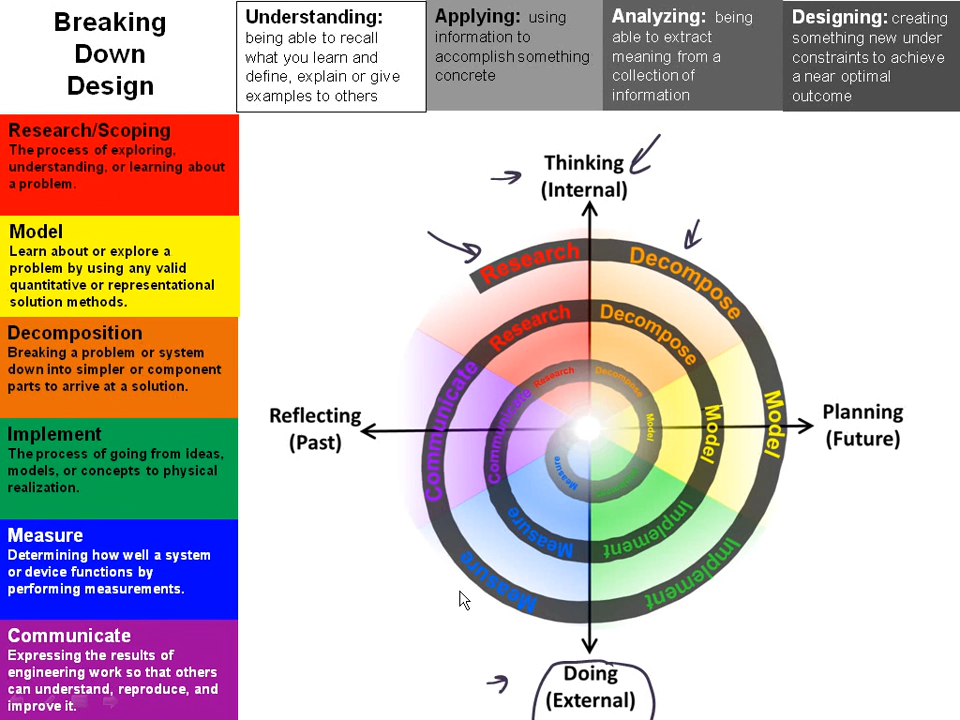 Breaking
Down
Design
Understanding:
being able to recall
what you learn and
define, explain or give
examples to others
Applying: using
information to
accomplish something
concrete
Analyzing: being
able to extract
meaning from a
collection of
information
Designing: creating
something new under
constraints to achieve
a near optimal
outcome
Research/Scoping
The process of exploring,
understanding, or learning about
a problem.
Model
Learn about or explore a
problem by using any valid
quantitative or representational
solution methods.
Decomposition
Breaking a problem or system
down into simpler or component
parts to arrive at a solution.
Implement
The process of going from ideas,
models, or concepts to physical
realization.
Measure
Determining how well a system
or device functions by
performing measurements.
Communicate
Expressing the results of
engineering work so that others
can understand, reproduce, and
improve it.
Thinking
(Internal)
Research
Decompose
Model
Implement
Measure
Communicate
Research
Decompose
Model
Implement
Measure
Communicate
Research
Decompose
Model
Measure
Reflecting
(Past)
Planning
(Future)
Doing
(External)